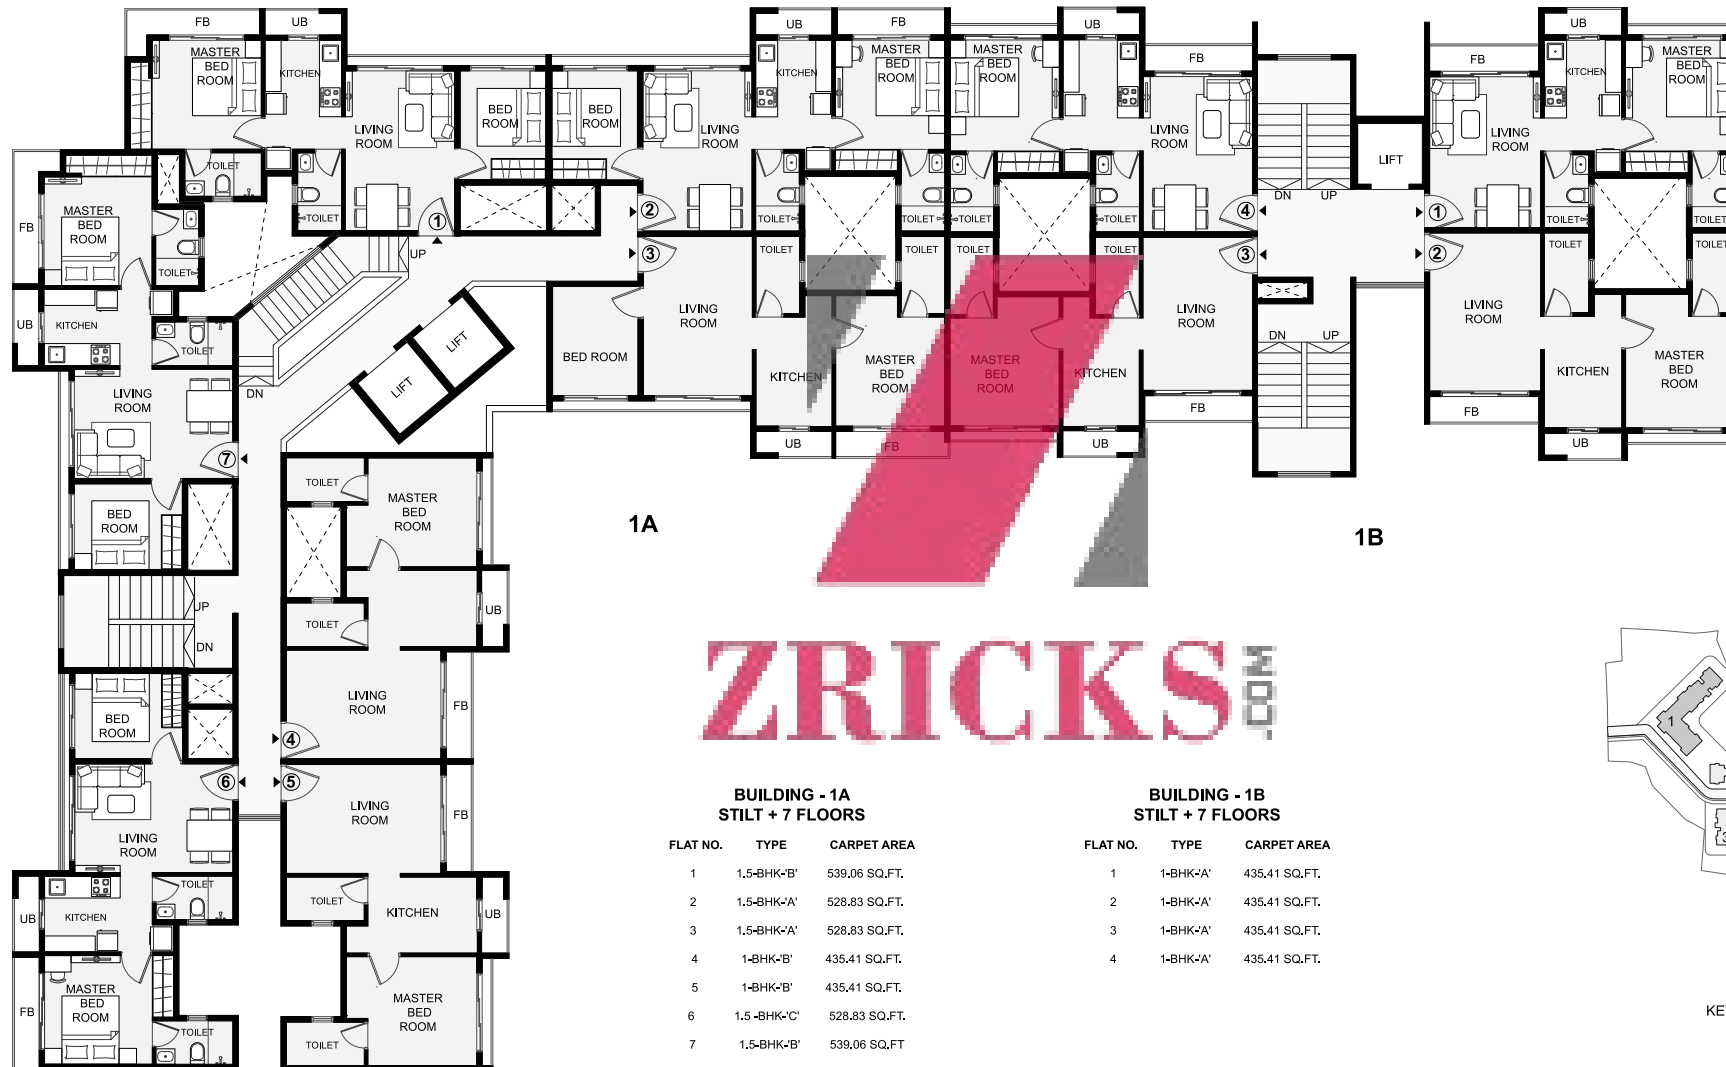 FB
UB
MASTER
BED
ROOM
KITCHEN
LIVING
ROOM
BED
ROOM
BED
ROOM
LIVING
ROOM
UB
KITCHEN
FB
MASTER
BED
ROOM
MASTER
BED
ROOM
UB
FB
LIVING
ROOM
LIFT
FB
LIVING
ROOM
UB
KITCHEN
MASTER
BED
ROOM
TOILET
TOILET
TOILET
TOILET
TOILET
TOILET
TOILET
TOILET
1
2
3
4
3
DN
UP
1
2
FB
MASTER
BED
ROOM
TOILET
UP
UB
KITCHEN
TOILET
LIVING
ROOM
DN
7
BED
ROOM
LIFT
LIFT
BED ROOM
LIVING
ROOM
TOILET
TOILET
KITCHEN
MASTER
BED
ROOM
UB
FB
TOILET
TOILET
MASTER
BED
ROOM
KITCHEN
UB
LIVING
ROOM
FB
DN
UP
LIVING
ROOM
FB
TOILET
TOILET
KITCHEN
UB
MASTER
BED
ROOM
TOILET
MASTER
BED
ROOM
UP
DN
TOILET
UB
LIVING
ROOM
FB
4
BED
ROOM
6
5
LIVING
ROOM
LIVING
ROOM
FB
TOILET
UB
KITCHEN
TOILET
KITCHEN
UB
FB
MASTER
BED
ROOM
TOILET
MASTER
BED
ROOM
TOILET
1A
1B
ZRICKS
.COM
BUILDING - 1A
STILT + 7 FLOORS
FLAT NO. TYPE CARPET AREA
1 1.5-BHK-'B' 539.06 SQ.FT.
2 1.5-BHK-'A' 528.83 SQ.FT.
3 1.5-BHK-'A' 528.83 SQ.FT.
4 1-BHK-'B' 435.41 SQ.FT.
5 1-BHK-'B' 435.41 SQ.FT.
6 1.5 -BHK-'C' 528.83 SQ.FT.
7 1.5-BHK-'B' 539.06 SQ.FT
BUILDING - 1B
STILT + 7 FLOORS
FLAT NO. TYPE CARPET AREA
1 1-BHK-'A' 435.41 SQ.FT.
2 1-BHK-'A' 435.41 SQ.FT.
3 1-BHK-'A' 435.41 SQ.FT.
4 1-BHK-'A' 435.41 SQ.FT.
1
3
KE